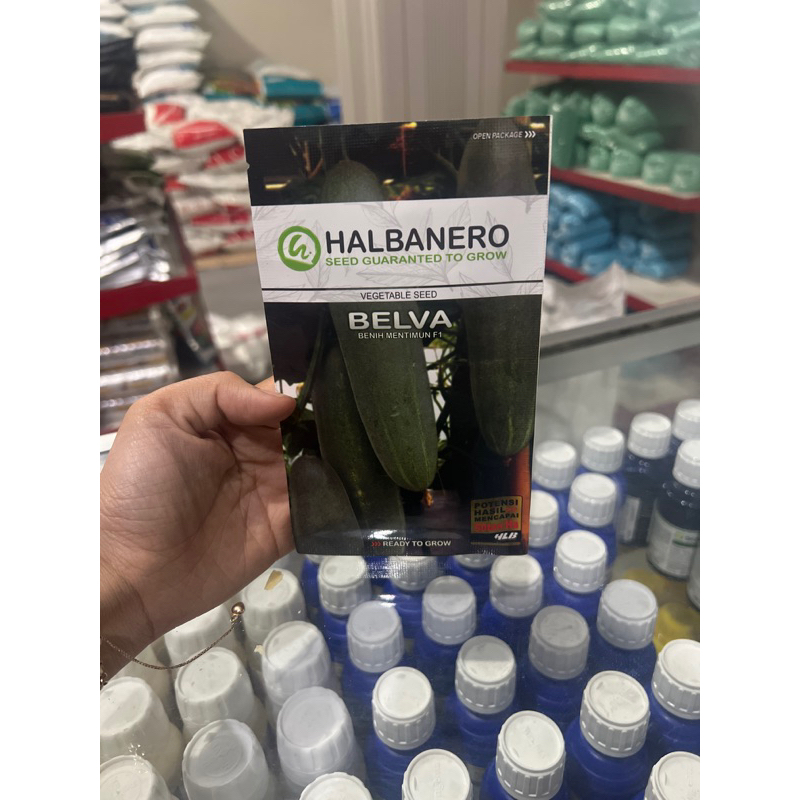 OPEN PACKAGE »»
HALBANERO
SEED GUARANTED TO GROW
VEGETABLE SEED
BELVA
BENIH MENTIMUN F1
POTENSI
HASIL
MENCAPAI
READY TO GROW